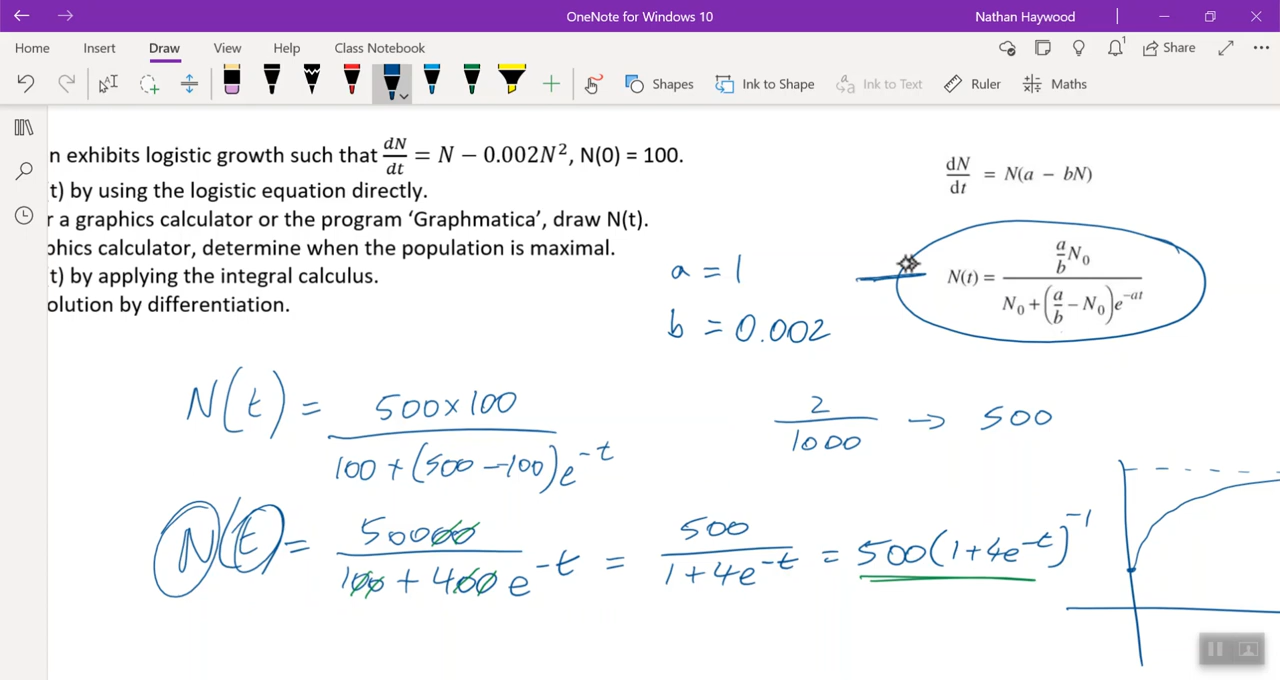 OneNote for Windows 10
Nathan Haywood
Home Insert Draw View Help Class Notebook
1 Share
Shapes Ink to Shape Ink to Text Ruler Maths
n exhibits logistic growth such that dN/dt = N − 0.002N², N(0) = 100.
t) by using the logistic equation directly.
r a graphics calculator or the program ‘Graphmatica’, draw N(t).
phics calculator, determine when the population is maximal.
t) by applying the integral calculus.
olution by differentiation.
dN/dt = N(a − bN)
a = 1
N(t) = (a/b N₀) / (N₀ + (a/b − N₀)e^−at)
b = 0.002
N(t) = (500×100) / (100 + (500 − 100)e^−t)
2/1000 → 500
N(t) = 50000 / (100 + 400e^−t) = 500 / (1 + 4e^−t) = 500(1+4e^−t)^−1